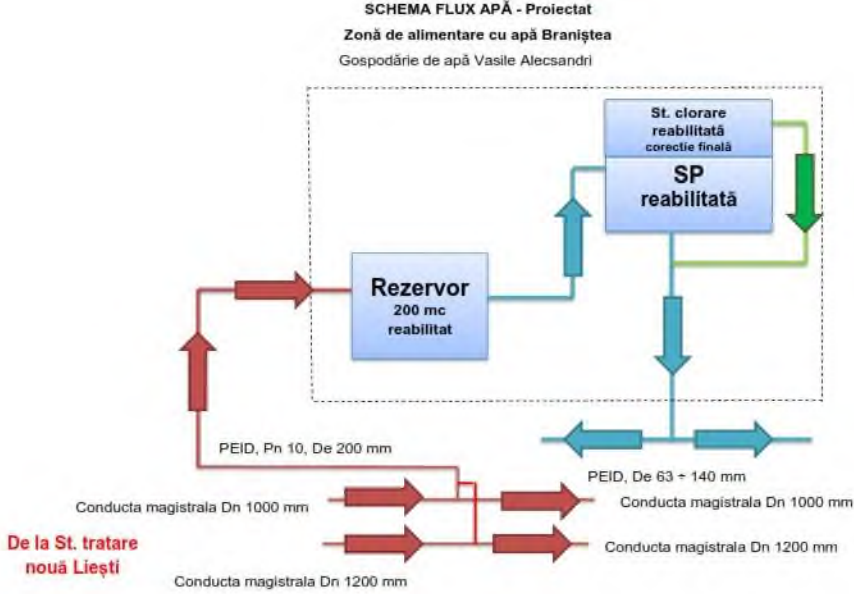 SCHEMA FLUX APĂ - Proiectat
Zonă de alimentare cu apă Braniștea
Gospodărie de apă Vasile Alecsandri
St. clorare
reabilitată
corectie finală
SP
reabilitată
Rezervor
200 mc
reabilitat
PEID, Pn 10, De 200 mm
PEID, De 63 ÷ 140 mm
Conducta magistrala Dn 1000 mm
Conducta magistrala Dn 1000 mm
De la St. tratare
nouă Liești
Conducta magistrala Dn 1200 mm
Conducta magistrala Dn 1200 mm